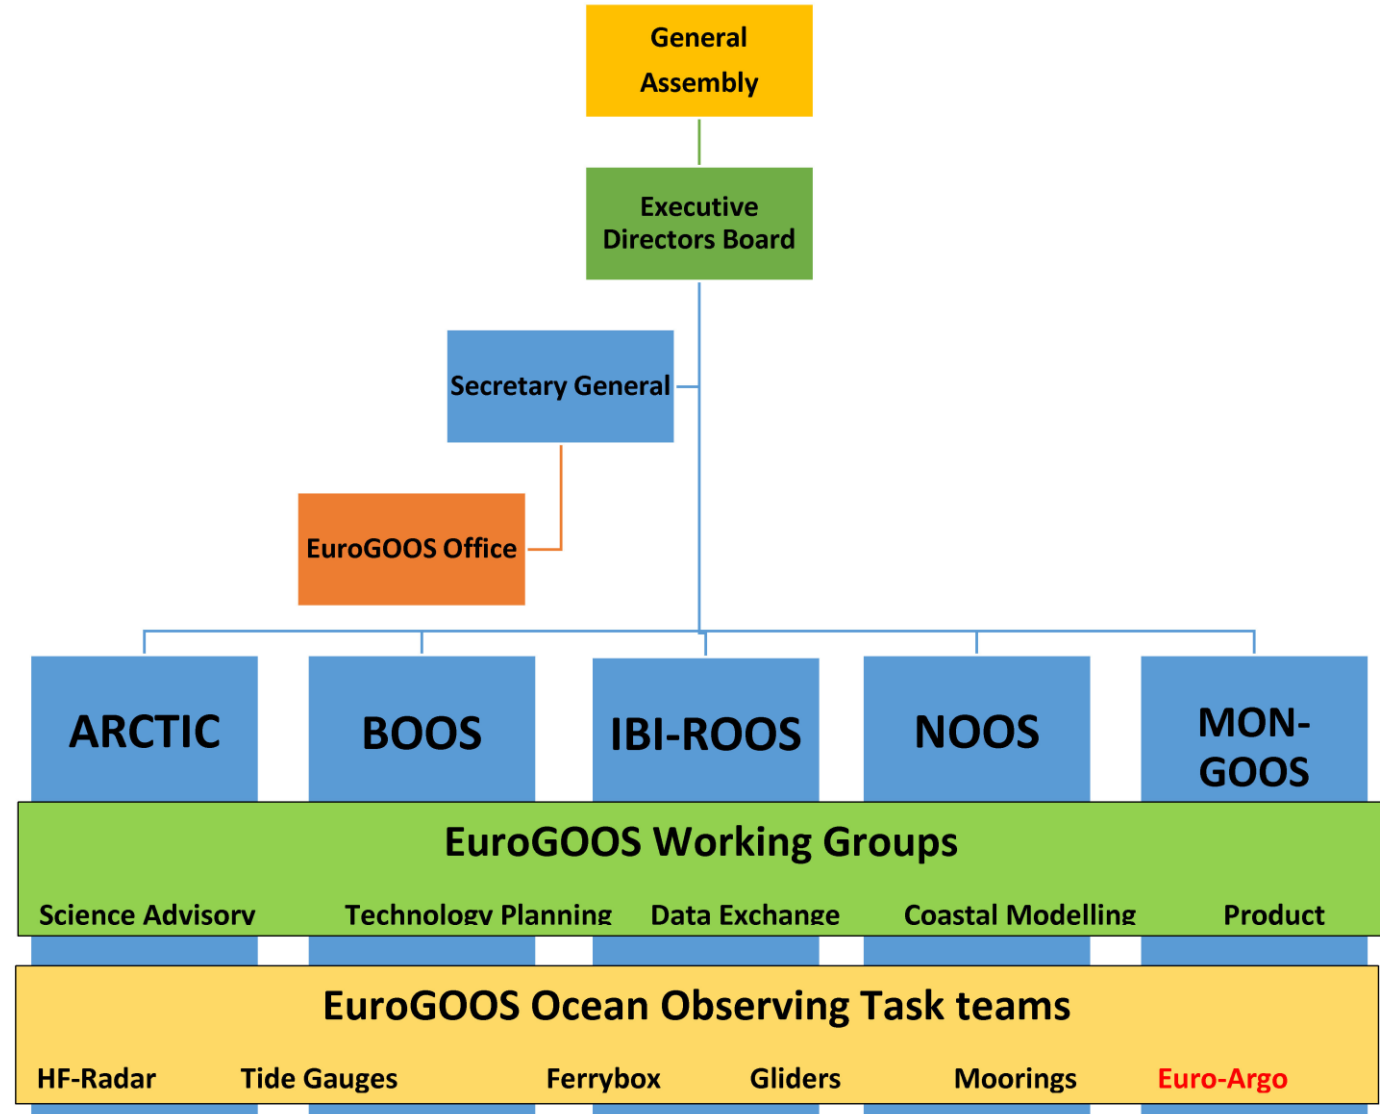 General
Assembly
Executive
Directors Board
Secretary General
EuroGOOS Office
ARCTIC
BOOS
IBI-ROOS
NOOS
MON-
GOOS
EuroGOOS Working Groups
Science Advisory Technology Planning Data Exchange Coastal Modelling Product
EuroGOOS Ocean Observing Task teams
HF-Radar Tide Gauges Ferrybox Gliders Moorings Euro-Argo